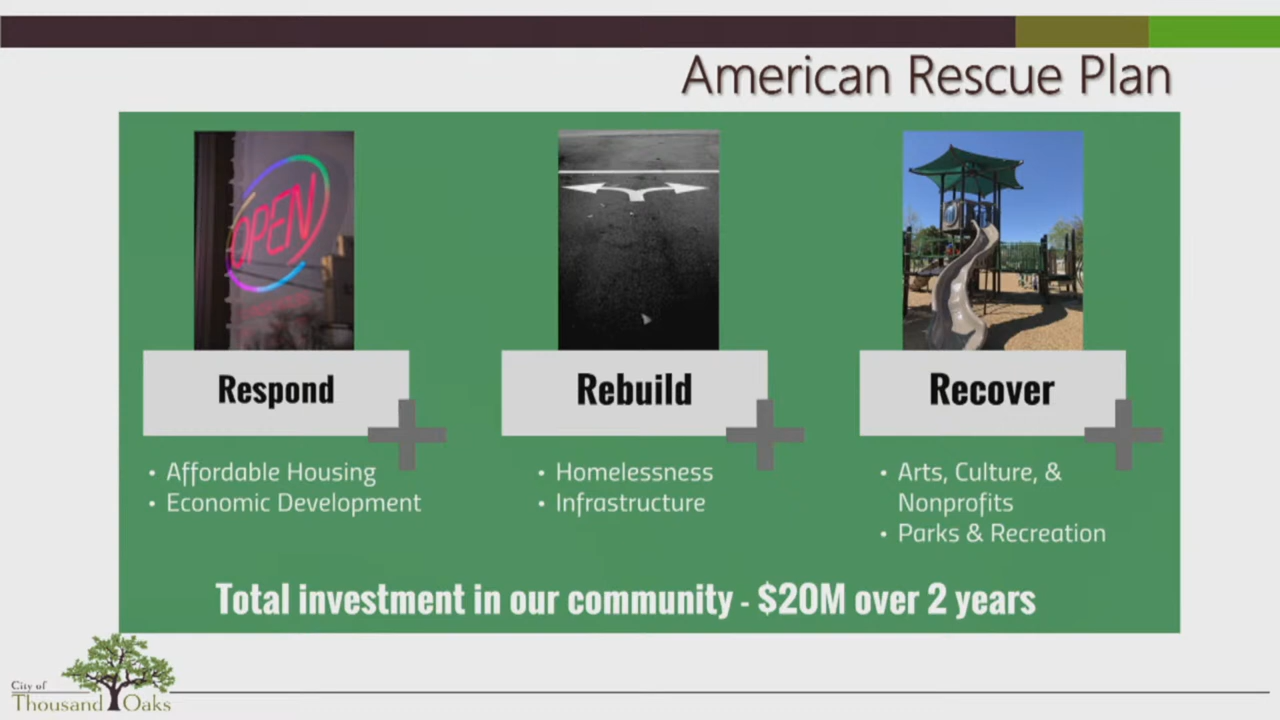 American Rescue Plan
OPEN
Respond
• Affordable Housing
• Economic Development
Rebuild
• Homelessness
• Infrastructure
Recover
• Arts, Culture, &
Nonprofits
• Parks & Recreation
Total investment in our community - $20M over 2 years
City of
Thousand Oaks